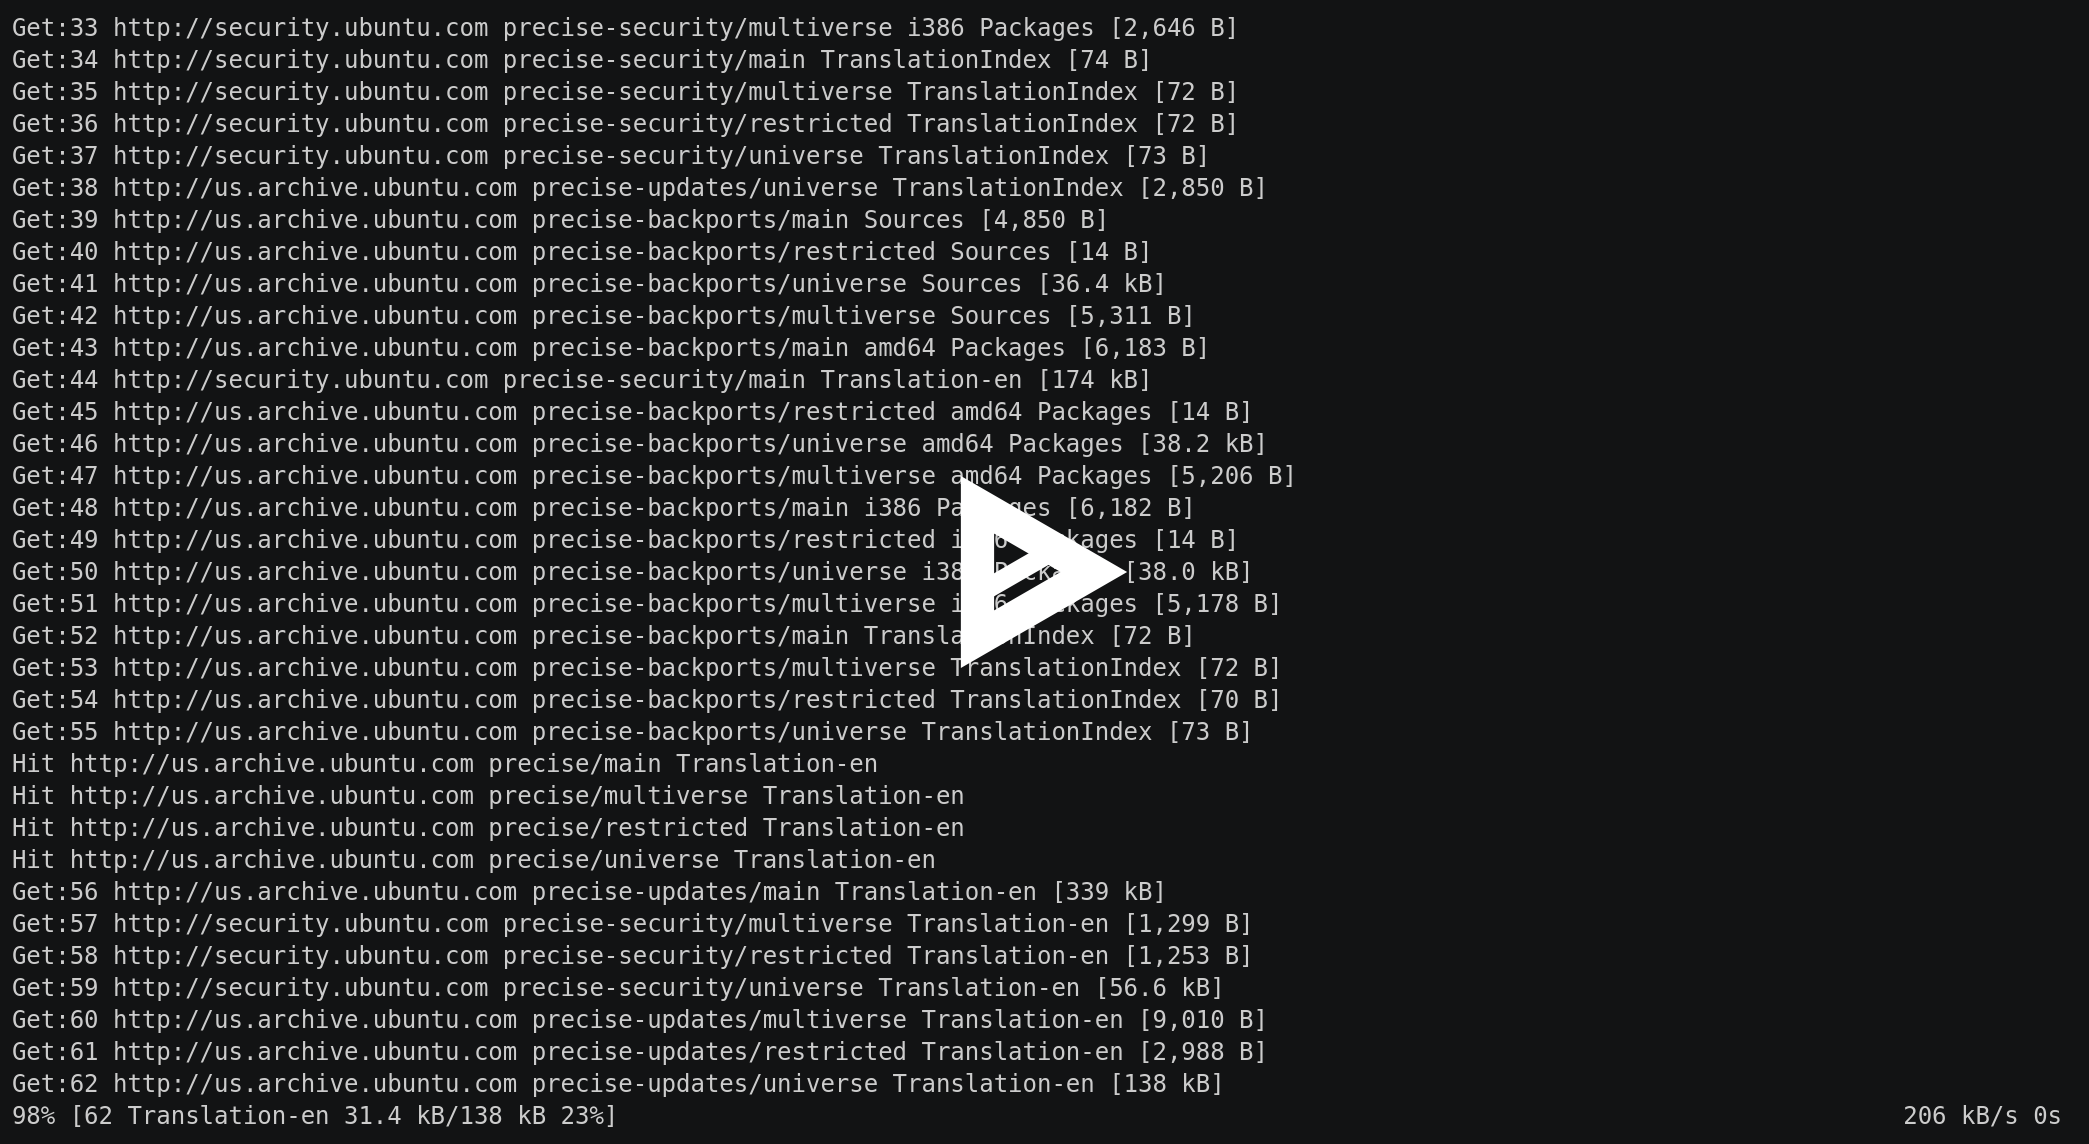 Get:33 http://security.ubuntu.com precise-security/multiverse i386 Packages [2,646 B]
Get:34 http://security.ubuntu.com precise-security/main TranslationIndex [74 B]
Get:35 http://security.ubuntu.com precise-security/multiverse TranslationIndex [72 B]
Get:36 http://security.ubuntu.com precise-security/restricted TranslationIndex [72 B]
Get:37 http://security.ubuntu.com precise-security/universe TranslationIndex [73 B]
Get:38 http://us.archive.ubuntu.com precise-updates/universe TranslationIndex [2,850 B]
Get:39 http://us.archive.ubuntu.com precise-backports/main Sources [4,850 B]
Get:40 http://us.archive.ubuntu.com precise-backports/restricted Sources [14 B]
Get:41 http://us.archive.ubuntu.com precise-backports/universe Sources [36.4 kB]
Get:42 http://us.archive.ubuntu.com precise-backports/multiverse Sources [5,311 B]
Get:43 http://us.archive.ubuntu.com precise-backports/main amd64 Packages [6,183 B]
Get:44 http://security.ubuntu.com precise-security/main Translation-en [174 kB]
Get:45 http://us.archive.ubuntu.com precise-backports/restricted amd64 Packages [14 B]
Get:46 http://us.archive.ubuntu.com precise-backports/universe amd64 Packages [38.2 kB]
Get:47 http://us.archive.ubuntu.com precise-backports/multiverse amd64 Packages [5,206 B]
Get:48 http://us.archive.ubuntu.com precise-backports/main i386 Packages [6,182 B]
Get:49 http://us.archive.ubuntu.com precise-backports/restricted i386 Packages [14 B]
Get:50 http://us.archive.ubuntu.com precise-backports/universe i386 Packages [38.0 kB]
Get:51 http://us.archive.ubuntu.com precise-backports/multiverse i386 Packages [5,178 B]
Get:52 http://us.archive.ubuntu.com precise-backports/main TranslationIndex [72 B]
Get:53 http://us.archive.ubuntu.com precise-backports/multiverse TranslationIndex [72 B]
Get:54 http://us.archive.ubuntu.com precise-backports/restricted TranslationIndex [70 B]
Get:55 http://us.archive.ubuntu.com precise-backports/universe TranslationIndex [73 B]
Hit http://us.archive.ubuntu.com precise/main Translation-en
Hit http://us.archive.ubuntu.com precise/multiverse Translation-en
Hit http://us.archive.ubuntu.com precise/restricted Translation-en
Hit http://us.archive.ubuntu.com precise/universe Translation-en
Get:56 http://us.archive.ubuntu.com precise-updates/main Translation-en [339 kB]
Get:57 http://security.ubuntu.com precise-security/multiverse Translation-en [1,299 B]
Get:58 http://security.ubuntu.com precise-security/restricted Translation-en [1,253 B]
Get:59 http://security.ubuntu.com precise-security/universe Translation-en [56.6 kB]
Get:60 http://us.archive.ubuntu.com precise-updates/multiverse Translation-en [9,010 B]
Get:61 http://us.archive.ubuntu.com precise-updates/restricted Translation-en [2,988 B]
Get:62 http://us.archive.ubuntu.com precise-updates/universe Translation-en [138 kB]
98% [62 Translation-en 31.4 kB/138 kB 23%] 206 kB/s 0s